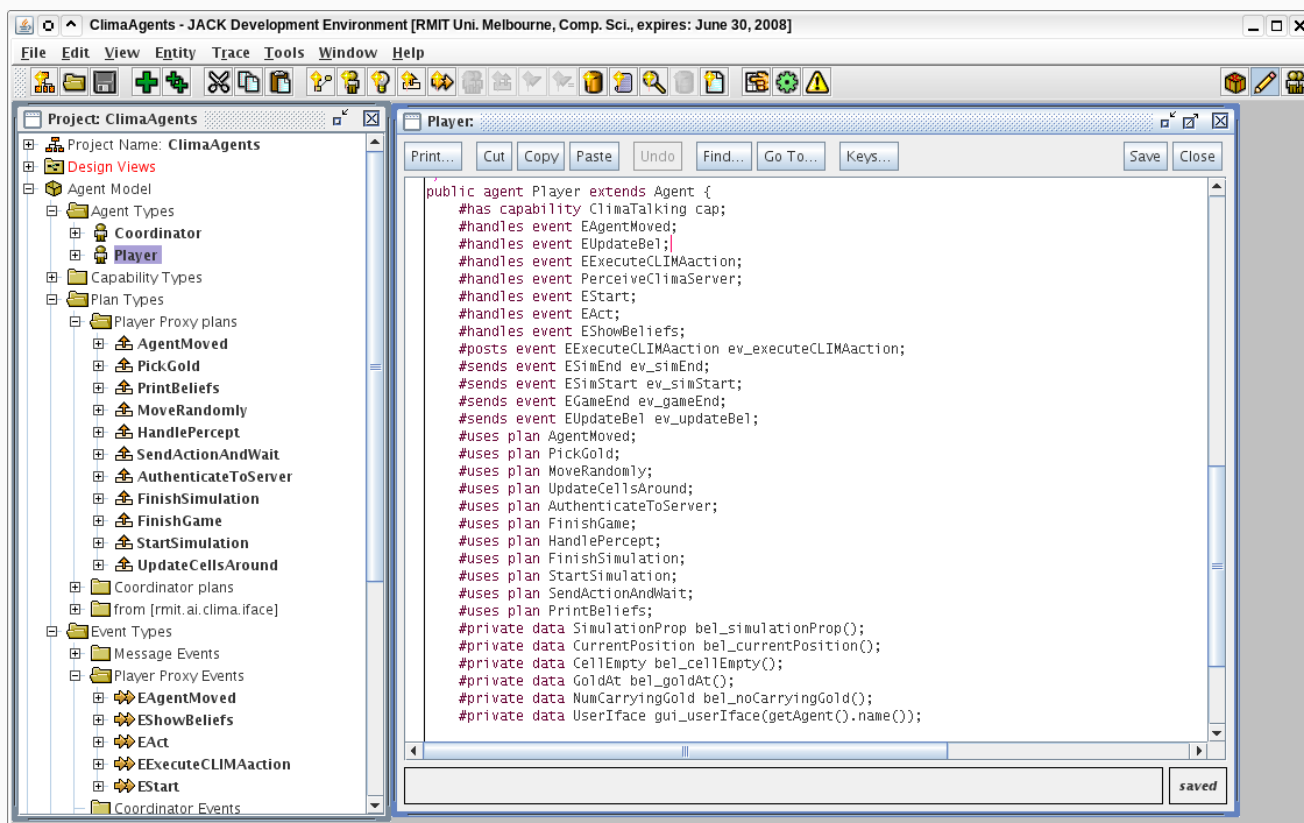 ClimaAgents - JACK Development Environment [RMIT Uni. Melbourne, Comp. Sci., expires: June 30, 2008]
File Edit View Entity Trace Tools Window Help
Project: ClimaAgents
Project Name: ClimaAgents
Design Views
Agent Model
Agent Types
Coordinator
Player
Capability Types
Plan Types
Player Proxy plans
AgentMoved
PickGold
PrintBeliefs
MoveRandomly
HandlePercept
SendActionAndWait
AuthenticateToServer
FinishSimulation
FinishGame
StartSimulation
UpdateCellsAround
Coordinator plans
from [rmit.ai.clima.iface]
Event Types
Message Events
Player Proxy Events
EAgentMoved
EShowBeliefs
EAct
EExecuteCLIMAaction
EStart
Coordinator Events
Player:
Print... Cut Copy Paste Undo Find... Go To... Keys... Save Close
public agent Player extends Agent {
#has capability ClimaTalking cap;
#handles event EAgentMoved;
#handles event EUpdateBel;
#handles event EExecuteCLIMAaction;
#handles event PerceiveClimaServer;
#handles event EStart;
#handles event EAct;
#handles event EShowBeliefs;
#posts event EExecuteCLIMAaction ev_executeCLIMAaction;
#sends event ESimEnd ev_simEnd;
#sends event ESimStart ev_simStart;
#sends event EGameEnd ev_gameEnd;
#sends event EUpdateBel ev_updateBel;
#uses plan AgentMoved;
#uses plan PickGold;
#uses plan MoveRandomly;
#uses plan UpdateCellsAround;
#uses plan AuthenticateToServer;
#uses plan FinishGame;
#uses plan HandlePercept;
#uses plan FinishSimulation;
#uses plan StartSimulation;
#uses plan SendActionAndWait;
#uses plan PrintBeliefs;
#private data SimulationProp bel_simulationProp();
#private data CurrentPosition bel_currentPosition();
#private data CellEmpty bel_cellEmpty();
#private data GoldAt bel_goldAt();
#private data NumCarryingGold bel_noCarryingGold();
#private data UserIface gui_userIface(getAgent().name());
saved